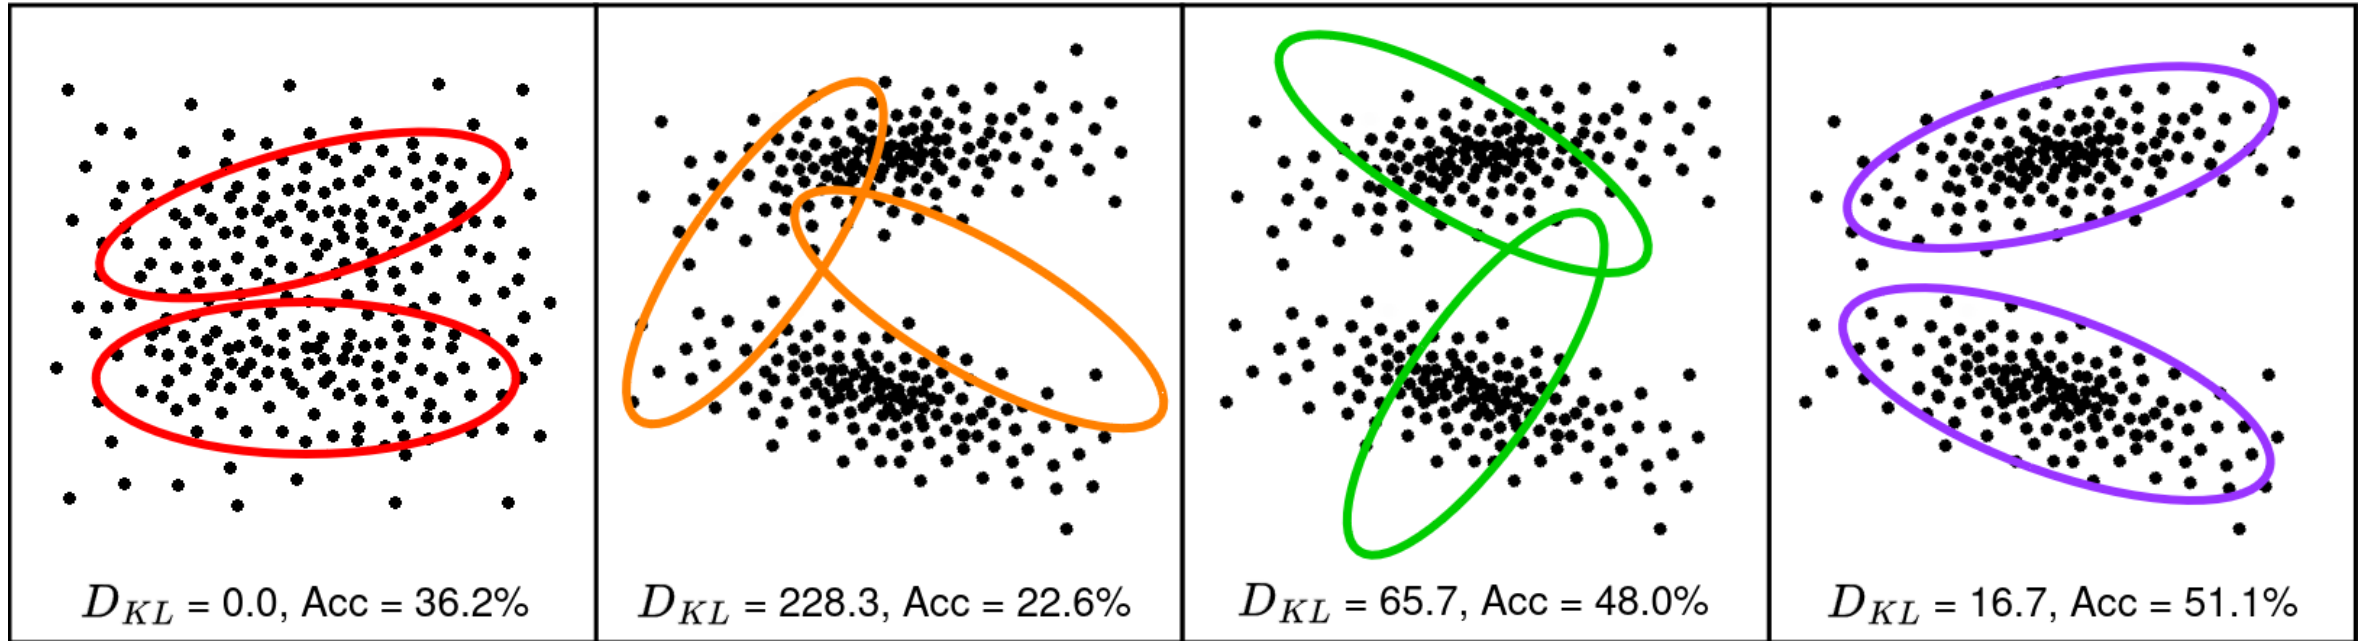 D_KL = 0.0, Acc = 36.2%
D_KL = 228.3, Acc = 22.6%
D_KL = 65.7, Acc = 48.0%
D_KL = 16.7, Acc = 51.1%